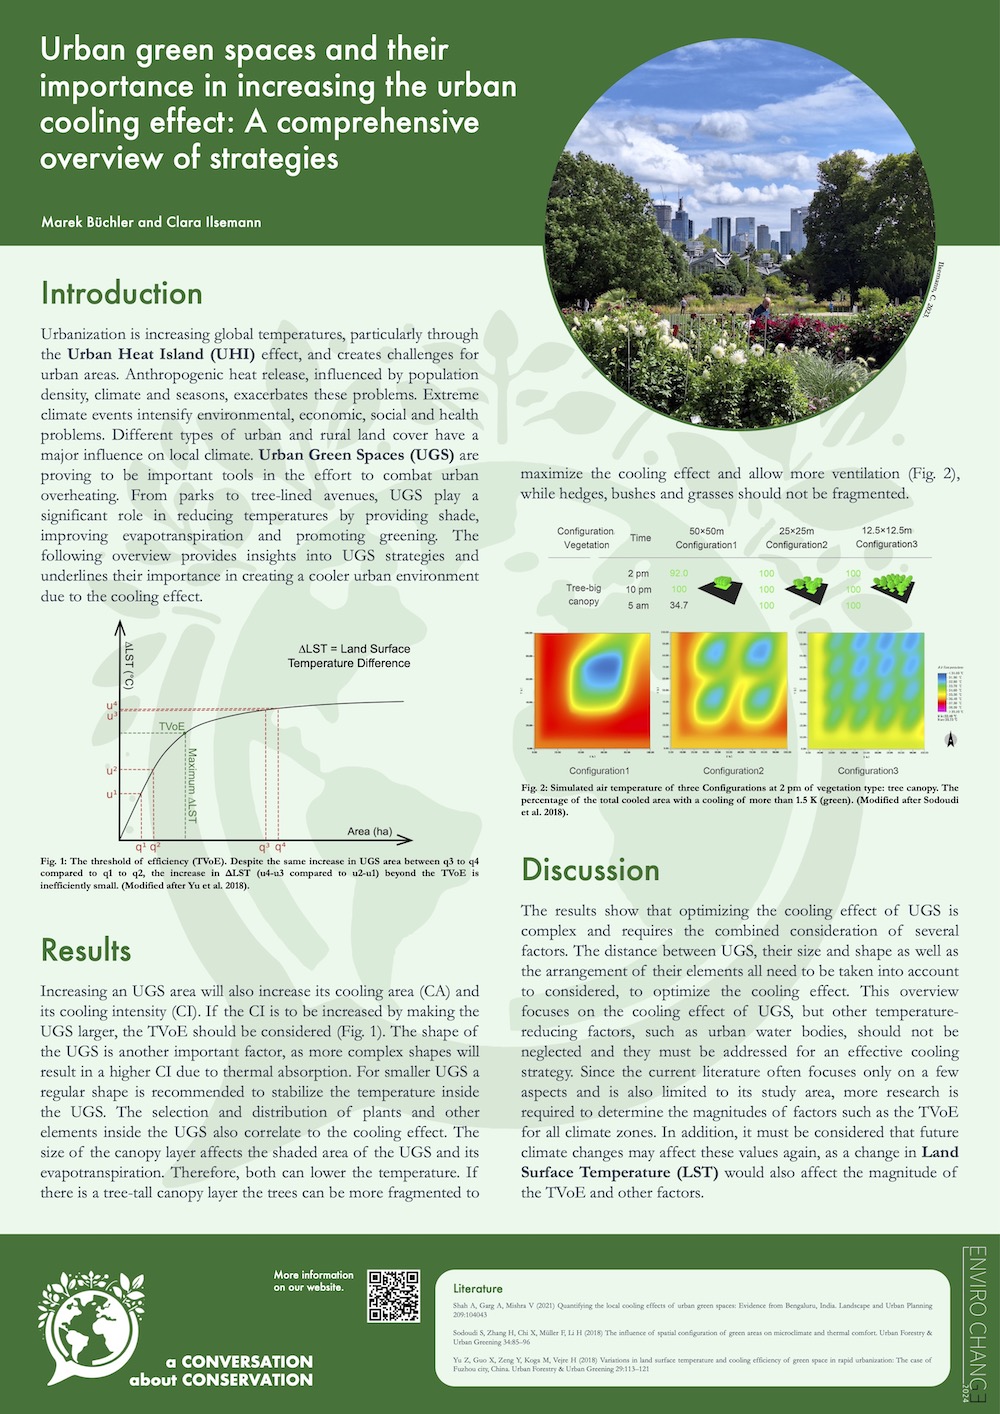 Urban green spaces and their
importance in increasing the urban
cooling effect: A comprehensive
overview of strategies
Marek Büchler and Clara Ilsemann
Ilsemann, C. 2023
Introduction
Urbanization is increasing global temperatures, particularly through
the Urban Heat Island (UHI) effect, and creates challenges for
urban areas. Anthropogenic heat release, influenced by population
density, climate and seasons, exacerbates these problems. Extreme
climate events intensify environmental, economic, social and health
problems. Different types of urban and rural land cover have a
major influence on local climate. Urban Green Spaces (UGS) are
proving to be important tools in the effort to combat urban
overheating. From parks to tree-lined avenues, UGS play a
significant role in reducing temperatures by providing shade,
improving evapotranspiration and promoting greening. The
following overview provides insights into UGS strategies and
underlines their importance in creating a cooler urban environment
due to the cooling effect.
ΔLST (°C)
ΔLST = Land Surface
Temperature Difference
u⁴
u³
TVoE
Maximum ΔLST
u²
u¹
Area (ha)
q¹ q² q³ q⁴
Fig. 1: The threshold of efficiency (TVoE). Despite the same increase in UGS area between q3 to q4
compared to q1 to q2, the increase in ΔLST (u4-u3 compared to u2-u1) beyond the TVoE is
inefficiently small. (Modified after Yu et al. 2018).
Results
Increasing an UGS area will also increase its cooling area (CA) and
its cooling intensity (CI). If the CI is to be increased by making the
UGS larger, the TVoE should be considered (Fig. 1). The shape of
the UGS is another important factor, as more complex shapes will
result in a higher CI due to thermal absorption. For smaller UGS a
regular shape is recommended to stabilize the temperature inside
the UGS. The selection and distribution of plants and other
elements inside the UGS also correlate to the cooling effect. The
size of the canopy layer affects the shaded area of the UGS and its
evapotranspiration. Therefore, both can lower the temperature. If
there is a tree-tall canopy layer the trees can be more fragmented to
maximize the cooling effect and allow more ventilation (Fig. 2),
while hedges, bushes and grasses should not be fragmented.
Configuration Vegetation Time 50×50m Configuration1 25×25m Configuration2 12.5×12.5m Configuration3
Tree-big canopy
2 pm 92.0 100 100
10 pm 100 100 100
5 am 34.7 100 100
Configuration1 Configuration2 Configuration3
Fig. 2: Simulated air temperature of three Configurations at 2 pm of vegetation type: tree canopy. The
percentage of the total cooled area with a cooling of more than 1.5 K (green). (Modified after Sodoudi
et al. 2018).
Discussion
The results show that optimizing the cooling effect of UGS is
complex and requires the combined consideration of several
factors. The distance between UGS, their size and shape as well as
the arrangement of their elements all need to be taken into account
to considered, to optimize the cooling effect. This overview
focuses on the cooling effect of UGS, but other temperature-
reducing factors, such as urban water bodies, should not be
neglected and they must be addressed for an effective cooling
strategy. Since the current literature often focuses only on a few
aspects and is also limited to its study area, more research is
required to determine the magnitudes of factors such as the TVoE
for all climate zones. In addition, it must be considered that future
climate changes may affect these values again, as a change in Land
Surface Temperature (LST) would also affect the magnitude of
the TVoE and other factors.
a CONVERSATION
about CONSERVATION
More information
on our website.
Literature
Shah A, Garg A, Mishra V (2021) Quantifying the local cooling effects of urban green spaces: Evidence from Bengaluru, India. Landscape and Urban Planning
209:104043
Sodoudi S, Zhang H, Chi X, Müller F, Li H (2018) The influence of spatial configuration of green areas on microclimate and thermal comfort. Urban Forestry &
Urban Greening 34:85–96
Yu Z, Guo X, Zeng Y, Koga M, Vejre H (2018) Variations in land surface temperature and cooling efficiency of green space in rapid urbanization: The case of
Fuzhou city, China. Urban Forestry & Urban Greening 29:113–121
ENVIRO CHANGE
2024